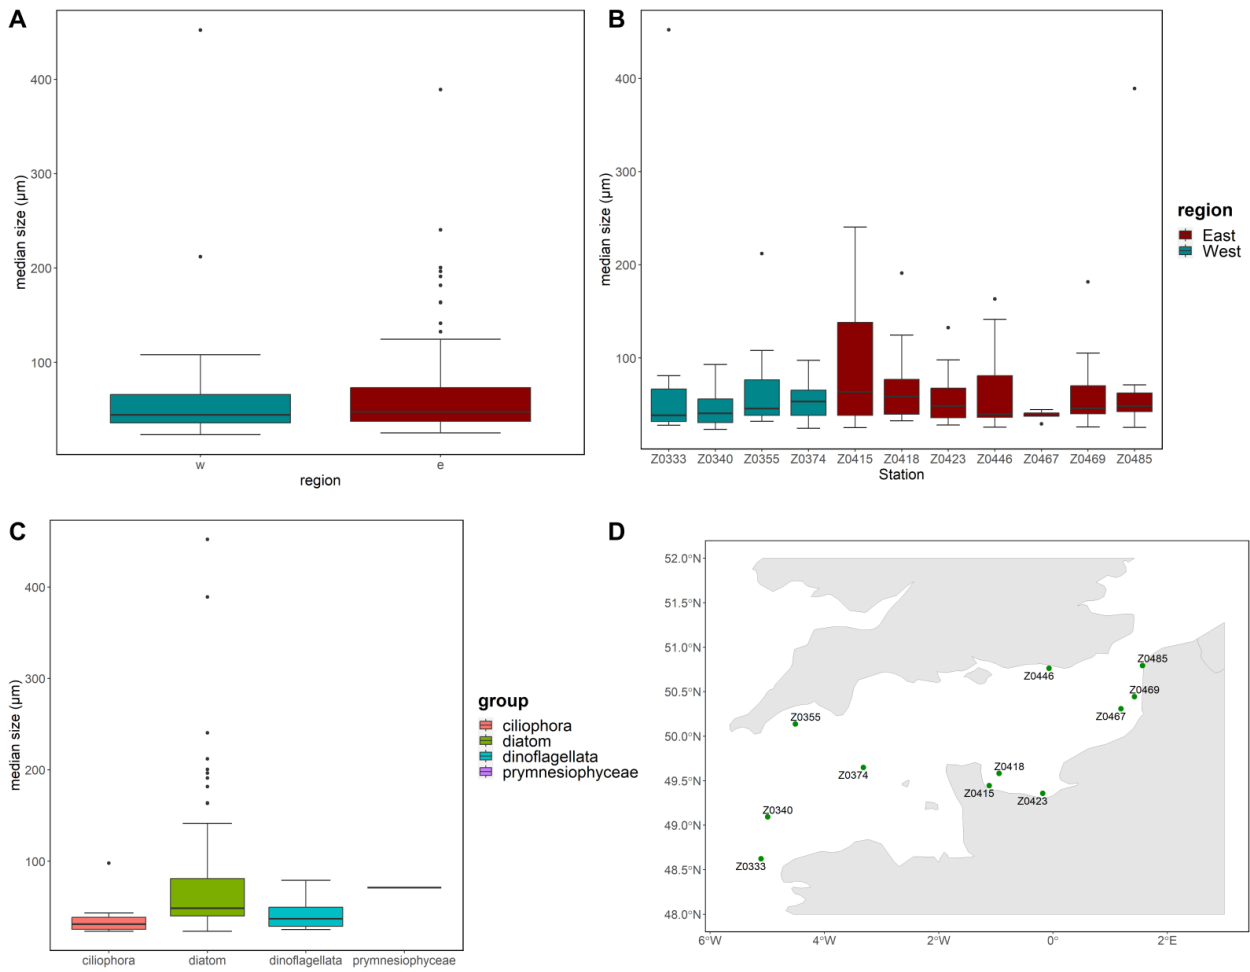 A
median size (µm)
400
300
200
100
w
e
region
B
median size (µm)
400
300
200
100
Z0333 Z0340 Z0355 Z0374 Z0415 Z0418 Z0423 Z0446 Z0467 Z0469 Z0485
Station
region
East
West
C
median size (µm)
400
300
200
100
ciliophora diatom dinoflagellata prymnesiophyceae
group
ciliophora
diatom
dinoflagellata
prymnesiophyceae
D
52.0°N
51.5°N
51.0°N
50.5°N
50.0°N
49.5°N
49.0°N
48.5°N
48.0°N
Z0485
Z0446
Z0469
Z0467
Z0355
Z0418
Z0374
Z0415
Z0423
Z0340
Z0333
6°W 4°W 2°W 0° 2°E